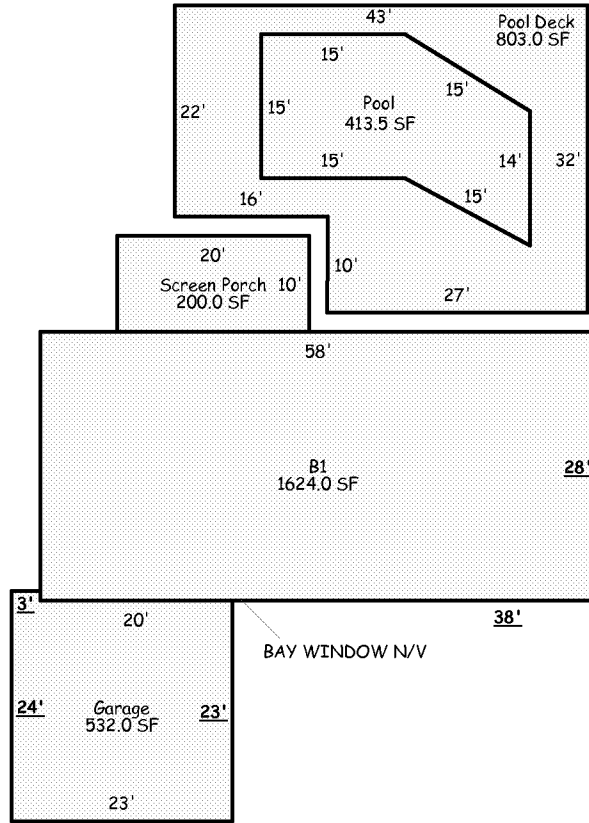 43'
Pool Deck
803.0 SF
15'
15'
22'
15'
Pool
413.5 SF
15'
14'
32'
15'
16'
20'
10'
Screen Porch
10'
200.0 SF
27'
58'
B1
1624.0 SF
28'
3'
20'
38'
BAY WINDOW N/V
24'
Garage
532.0 SF
23'
23'